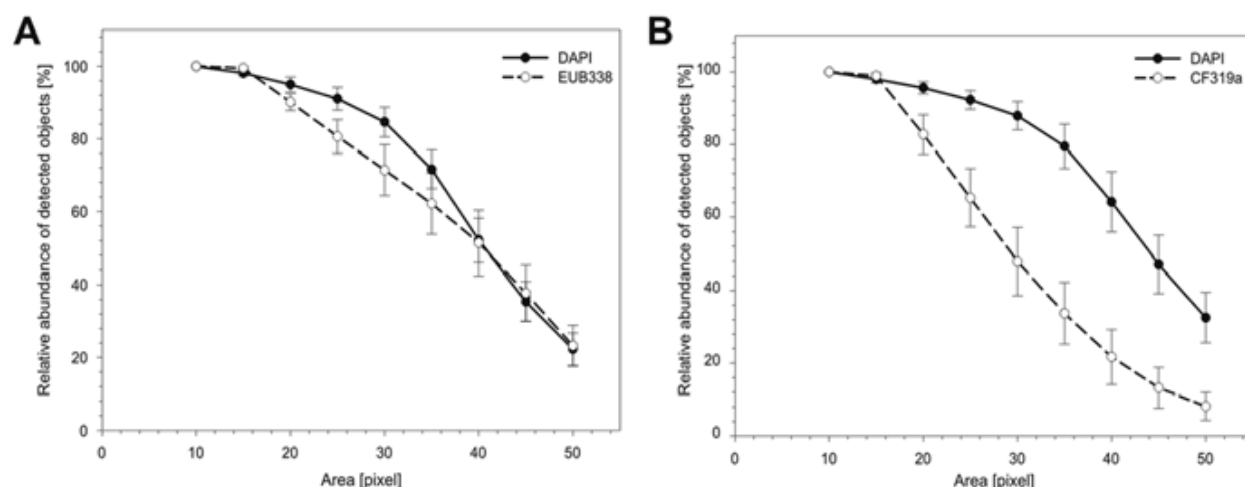 A
Relative abundance of detected objects [%]
100
80
60
40
20
0
DAPI
EUB338
0 10 20 30 40 50
Area [pixel]
B
Relative abundance of detected objects [%]
100
80
60
40
20
0
DAPI
CF319a
0 10 20 30 40 50
Area [pixel]